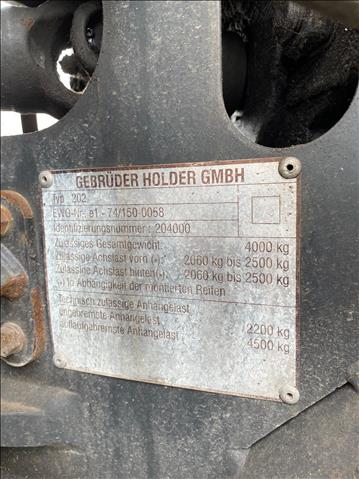 GEBRÜDER HOLDER GMBH
Typ 202
EWG-Nr. e1 - 74/150-0058
Identifizierungsnummer : 204000
Zulässiges Gesamtgewicht 4000 kg
Zulässige Achslast vorn (*): 2060 kg bis 2500 kg
Zulässige Achslast hinten(*): 2060 kg bis 2500 kg
(*) In Abhängigkeit der montierten Reifen
Technisch zulässige Anhängelast
ungebremste Anhängelast 2200 kg
auflaufgebremste Anhängelast 4500 kg